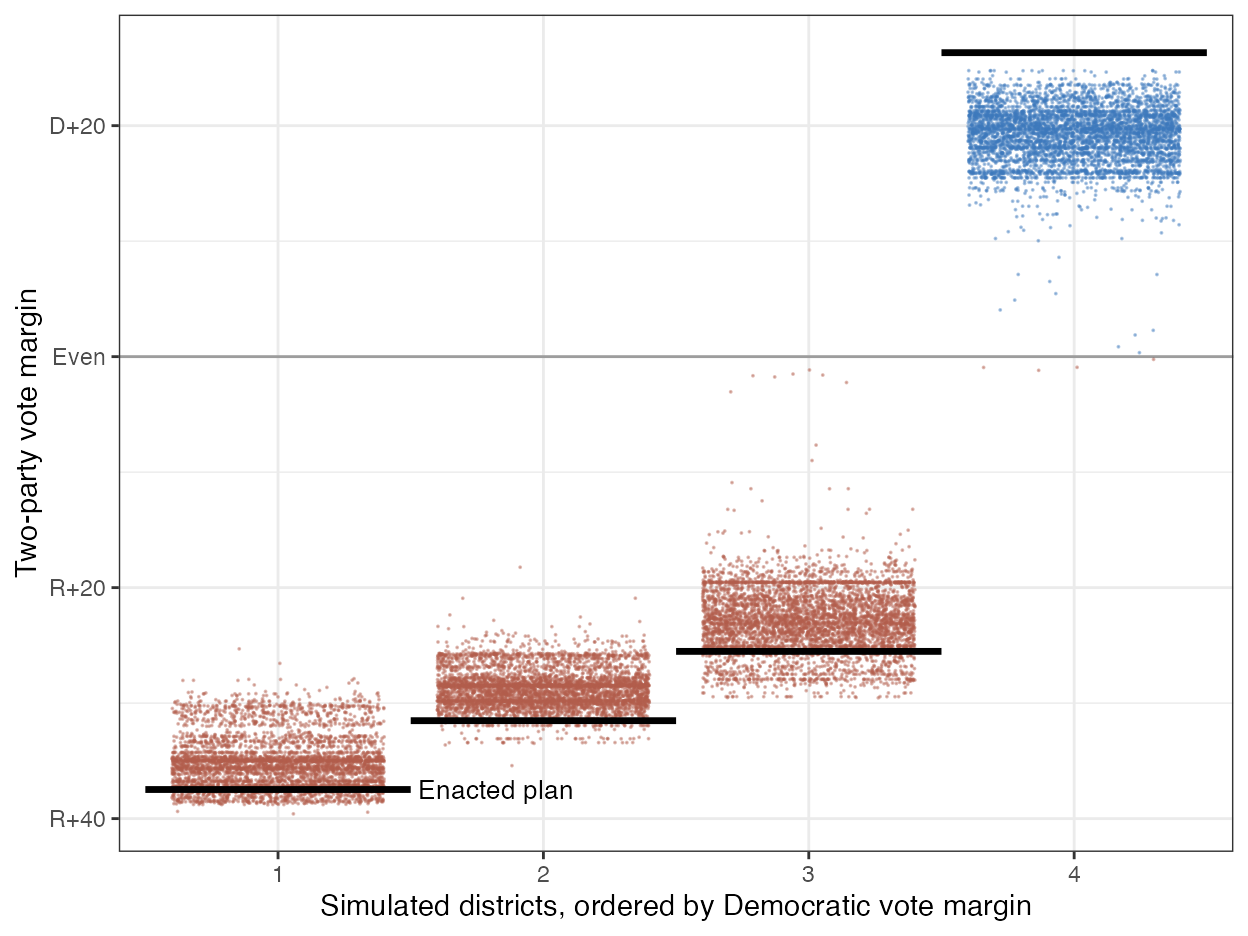 D+20
Even
R+20
R+40
Two-party vote margin
Enacted plan
1 2 3 4
Simulated districts, ordered by Democratic vote margin